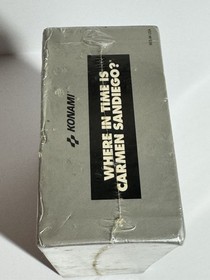 KONAMI
WHERE IN TIME IS
CARMEN SANDIEGO?